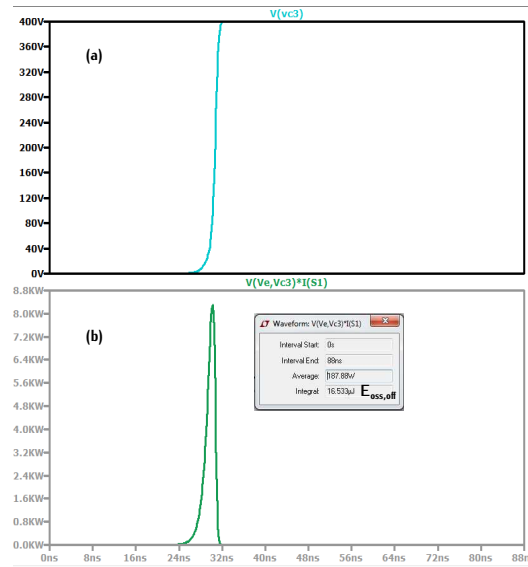 V(vc3)
400V
360V
320V
280V
240V
200V
160V
120V
80V
40V
0V
(a)
V(Ve,Vc3)*I(S1)
8.8KW
8.0KW
7.2KW
6.4KW
5.6KW
4.8KW
4.0KW
3.2KW
2.4KW
1.6KW
0.8KW
0.0KW
(b)
Waveform: V(Ve,Vc3)*I(S1)
Interval Start: 0s
Interval End: 88ns
Average: 187.88W
Integral: 16.533µJ Eoss,off
0ns 8ns 16ns 24ns 32ns 40ns 48ns 56ns 64ns 72ns 80ns 88ns